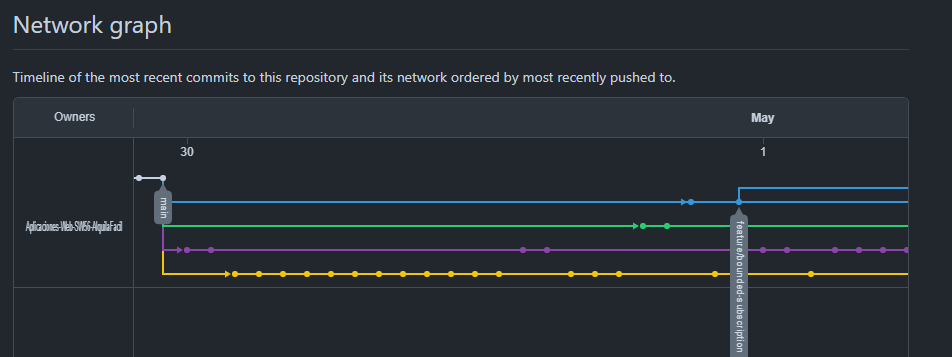 Network graph
Timeline of the most recent commits to this repository and its network ordered by most recently pushed to.
Owners
May
30
1
main
Aplicaciones-Web-SW56-AlquilaFacil
feature/bounded-subscription